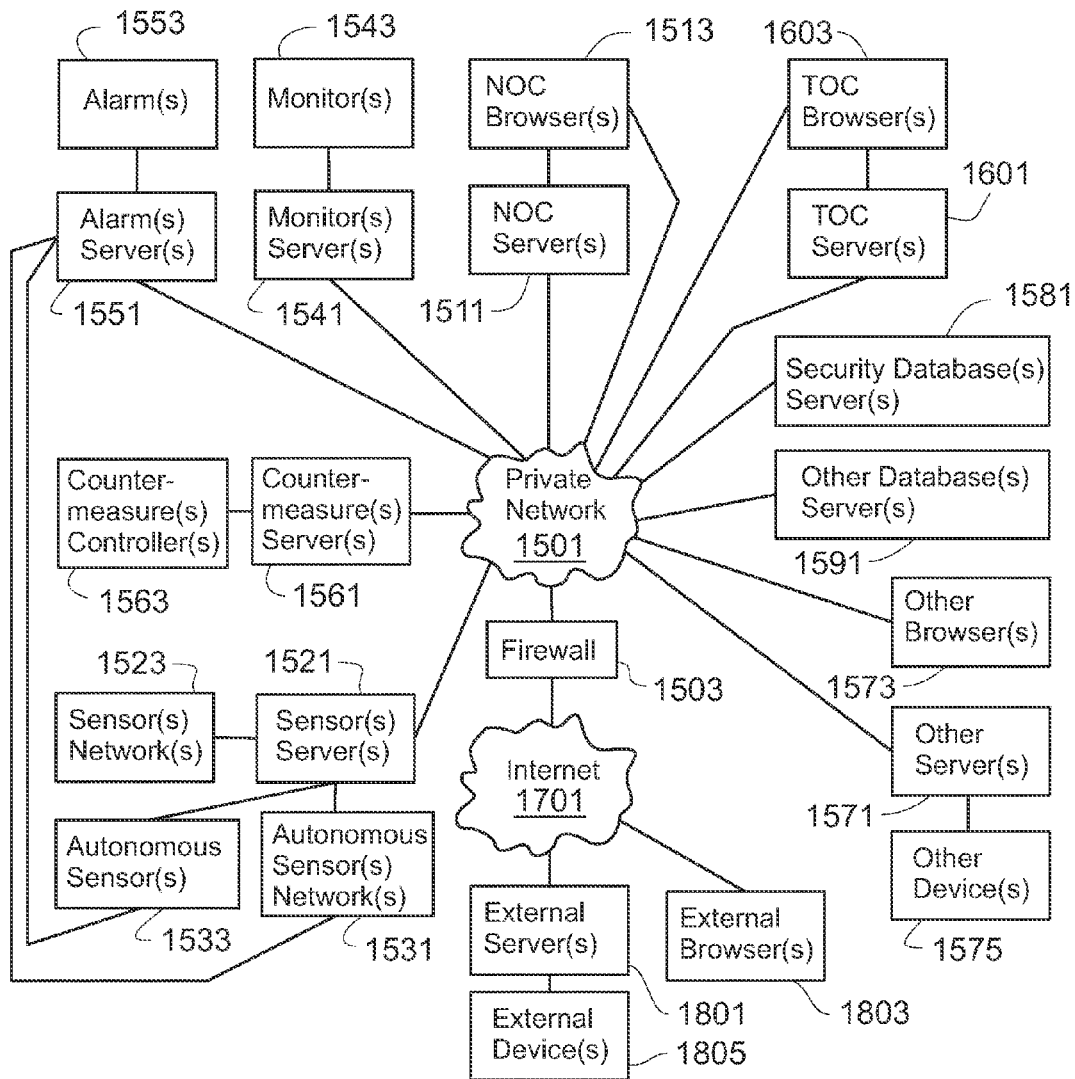 1553
1543
1513
1603
Alarm(s)
Monitor(s)
NOC
Browser(s)
TOC
Browser(s)
1601
Alarm(s)
Server(s)
Monitor(s)
Server(s)
NOC
Server(s)
TOC
Server(s)
1551
1541
1511
1581
Security Database(s)
Server(s)
Counter-
measure(s)
Controller(s)
Counter-
measure(s)
Server(s)
Private
Network
1501
Other Database(s)
Server(s)
1591
1563
1561
Other
Browser(s)
1573
Firewall
1503
1523
1521
Sensor(s)
Network(s)
Sensor(s)
Server(s)
Internet
1701
Other
Server(s)
1571
Autonomous
Sensor(s)
Autonomous
Sensor(s)
Network(s)
Other
Device(s)
1575
1533
1531
External
Server(s)
External
Browser(s)
1801
1803
External
Device(s)
1805